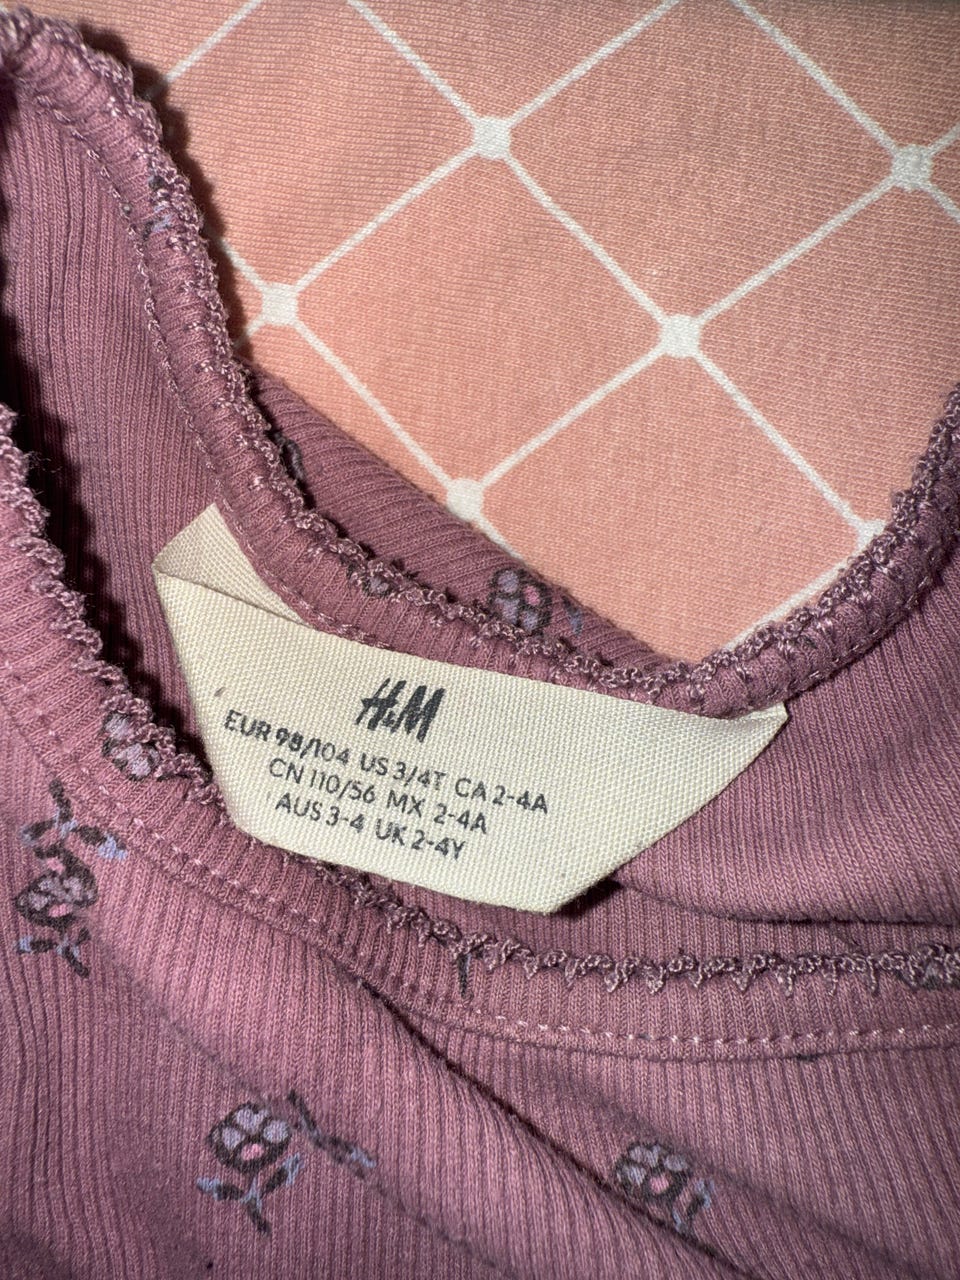 H&M
EUR 98/104 US 3/4T CA 2-4A
CN 110/56 MX 2-4A
AUS 3-4 UK 2-4Y